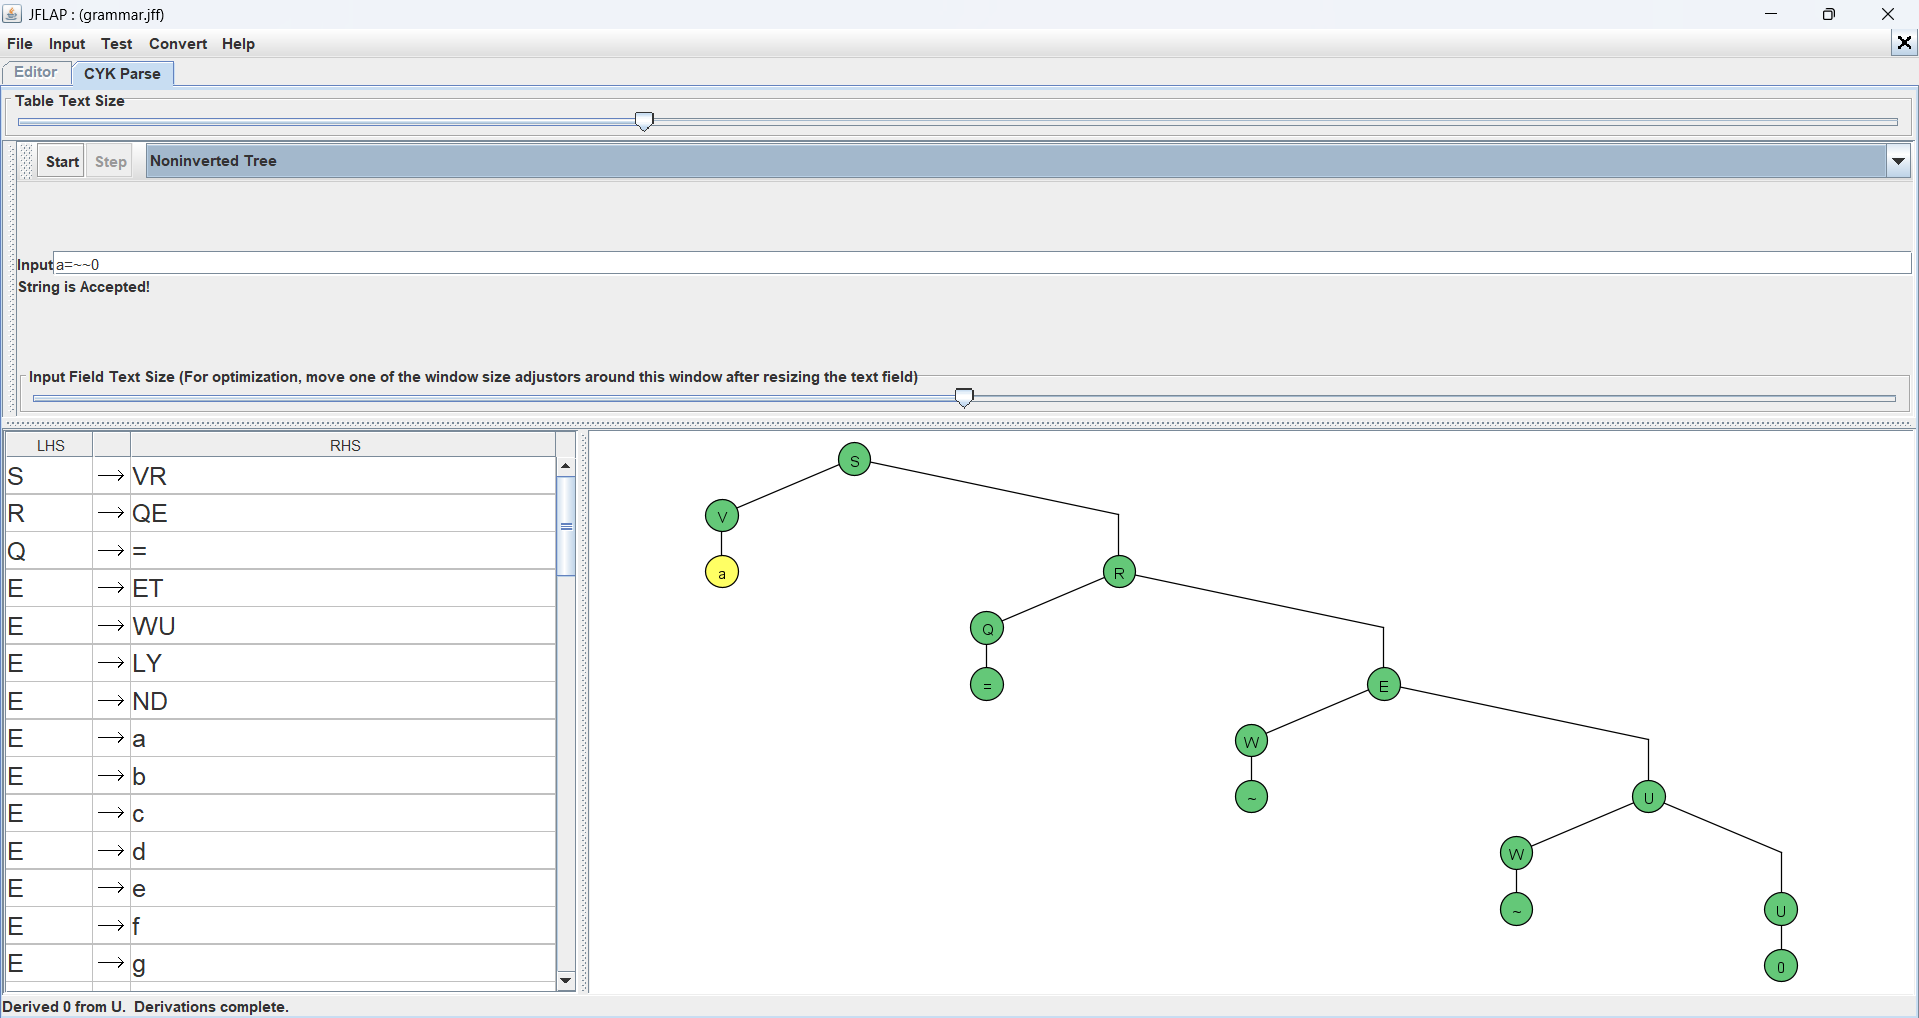 JFLAP : (grammar.jff)
File Input Test Convert Help
Editor CYK Parse
Table Text Size
Start Step Noninverted Tree
Input a=~~0
String is Accepted!
Input Field Text Size (For optimization, move one of the window size adjustors around this window after resizing the text field)
LHS RHS
S → VR
R → QE
Q → =
E → ET
E → WU
E → LY
E → ND
E → a
E → b
E → c
E → d
E → e
E → f
E → g
S
V
a
R
Q
=
E
W
~
U
W
~
U
0
Derived 0 from U. Derivations complete.